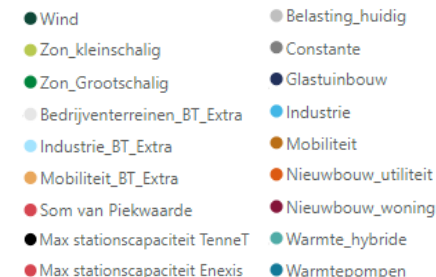 Wind
Zon_kleinschalig
Zon_Grootschalig
Bedrijventerreinen_BT_Extra
Industrie_BT_Extra
Mobiliteit_BT_Extra
Som van Piekwaarde
Max stationscapaciteit TenneT
Max stationscapaciteit Enexis
Belasting_huidig
Constante
Glastuinbouw
Industrie
Mobiliteit
Nieuwbouw_utiliteit
Nieuwbouw_woning
Warmte_hybride
Warmtepompen